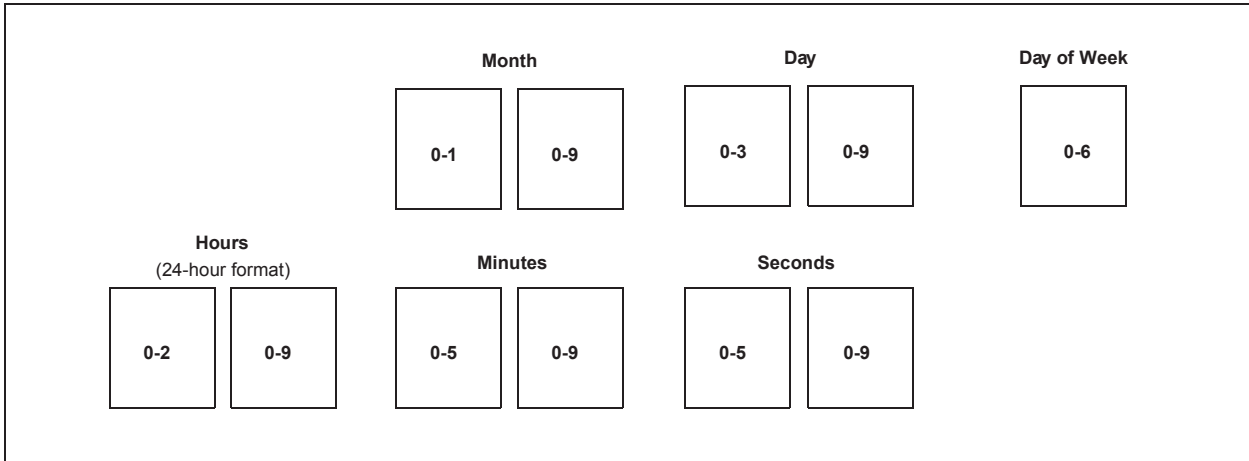 Month Day Day of Week
0-1 0-9 0-3 0-9 0-6
Hours
(24-hour format) Minutes Seconds
0-2 0-9 0-5 0-9 0-5 0-9